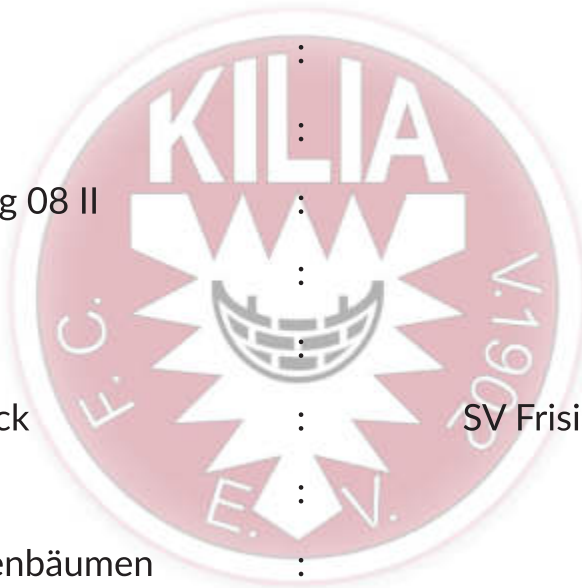 :
KILIA
:
g 08 II :
:
:
ck : SV Frisi
:
enbäumen :
F. C.
E. V.
V. 1902